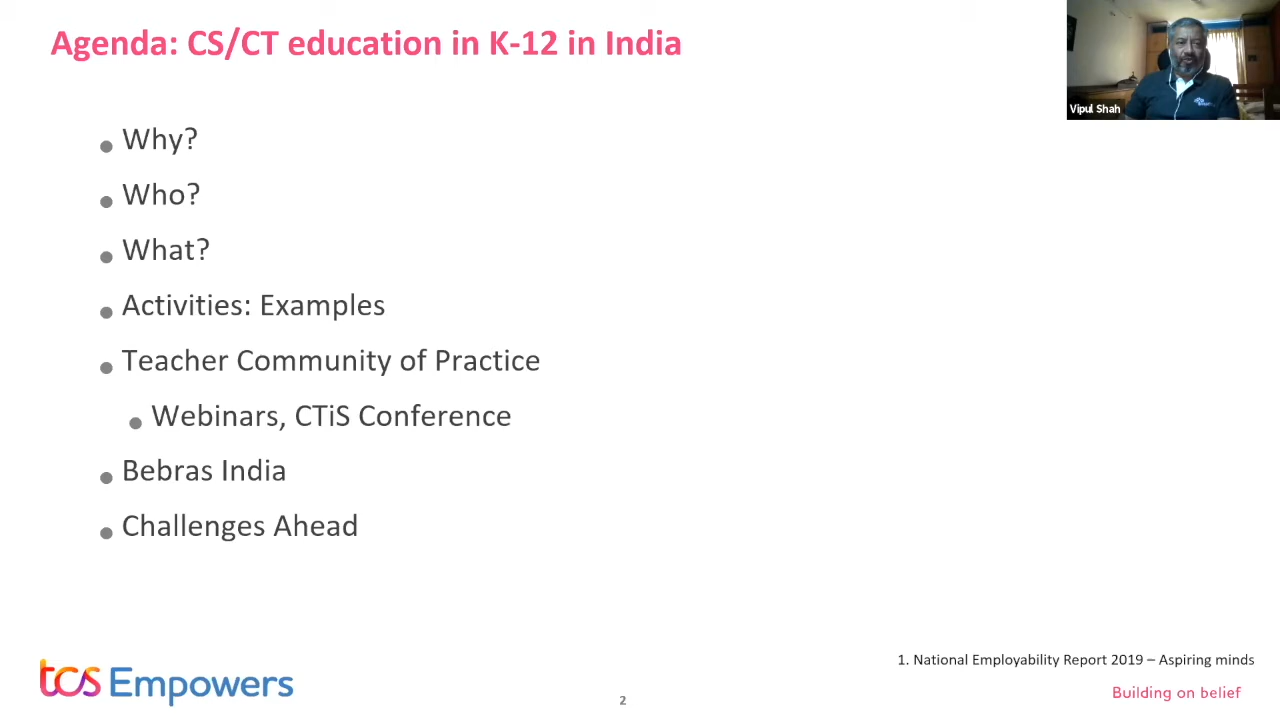 Agenda: CS/CT education in K-12 in India
Vipul Shah
Why?
Who?
What?
Activities: Examples
Teacher Community of Practice
Webinars, CTiS Conference
Bebras India
Challenges Ahead
1. National Employability Report 2019 – Aspiring minds
tcs Empowers
2
Building on belief